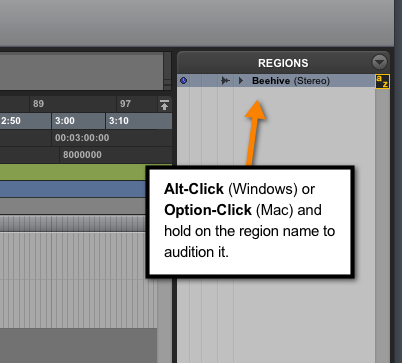 REGIONS
Beehive (Stereo)
a
z
89 97
2:50 3:00 3:10
00:03:00:00
8000000
Alt-Click (Windows) or
Option-Click (Mac) and
hold on the region name to
audition it.